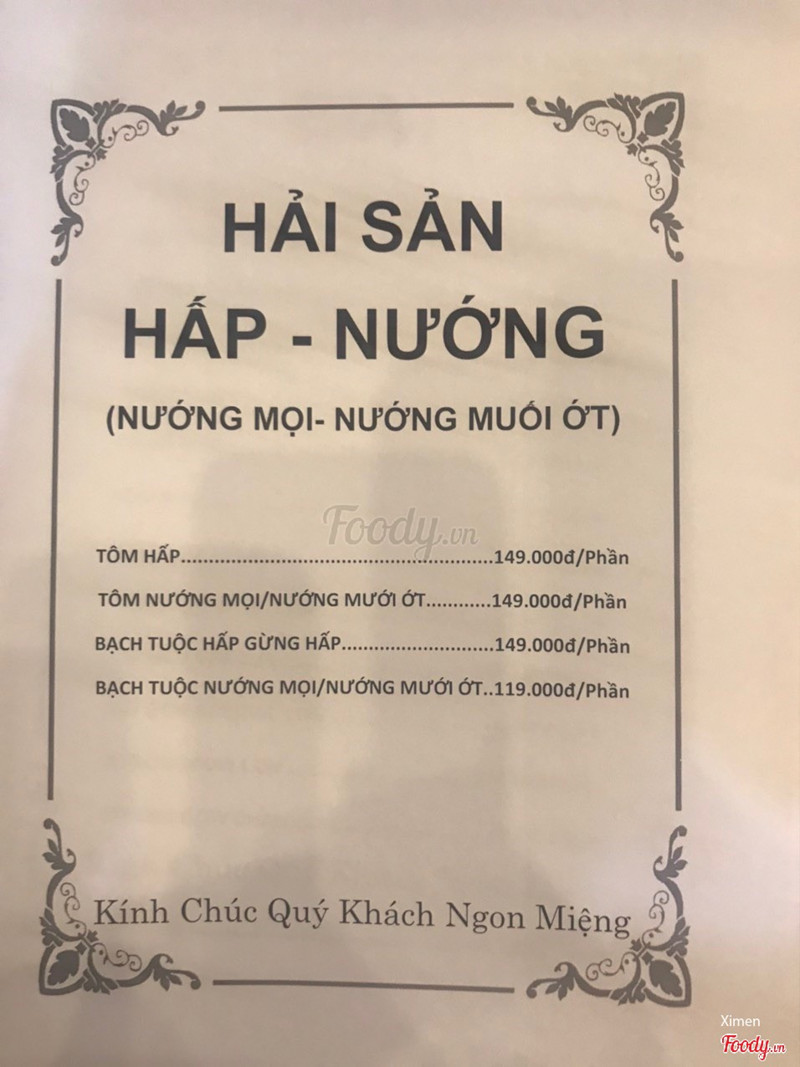 HẢI SẢN
HẤP - NƯỚNG
(NƯỚNG MỌI- NƯỚNG MUỐI ỚT)
Foody.vn
TÔM HẤP........................................................149.000đ/Phần
TÔM NƯỚNG MỌI/NƯỚNG MƯỚI ỚT............149.000đ/Phần
BẠCH TUỘC HẤP GỪNG HẤP...........................149.000đ/Phần
BẠCH TUỘC NƯỚNG MỌI/NƯỚNG MƯỚI ỚT..119.000đ/Phần
Kính Chúc Quý Khách Ngon Miệng
Ximen
Foody.vn